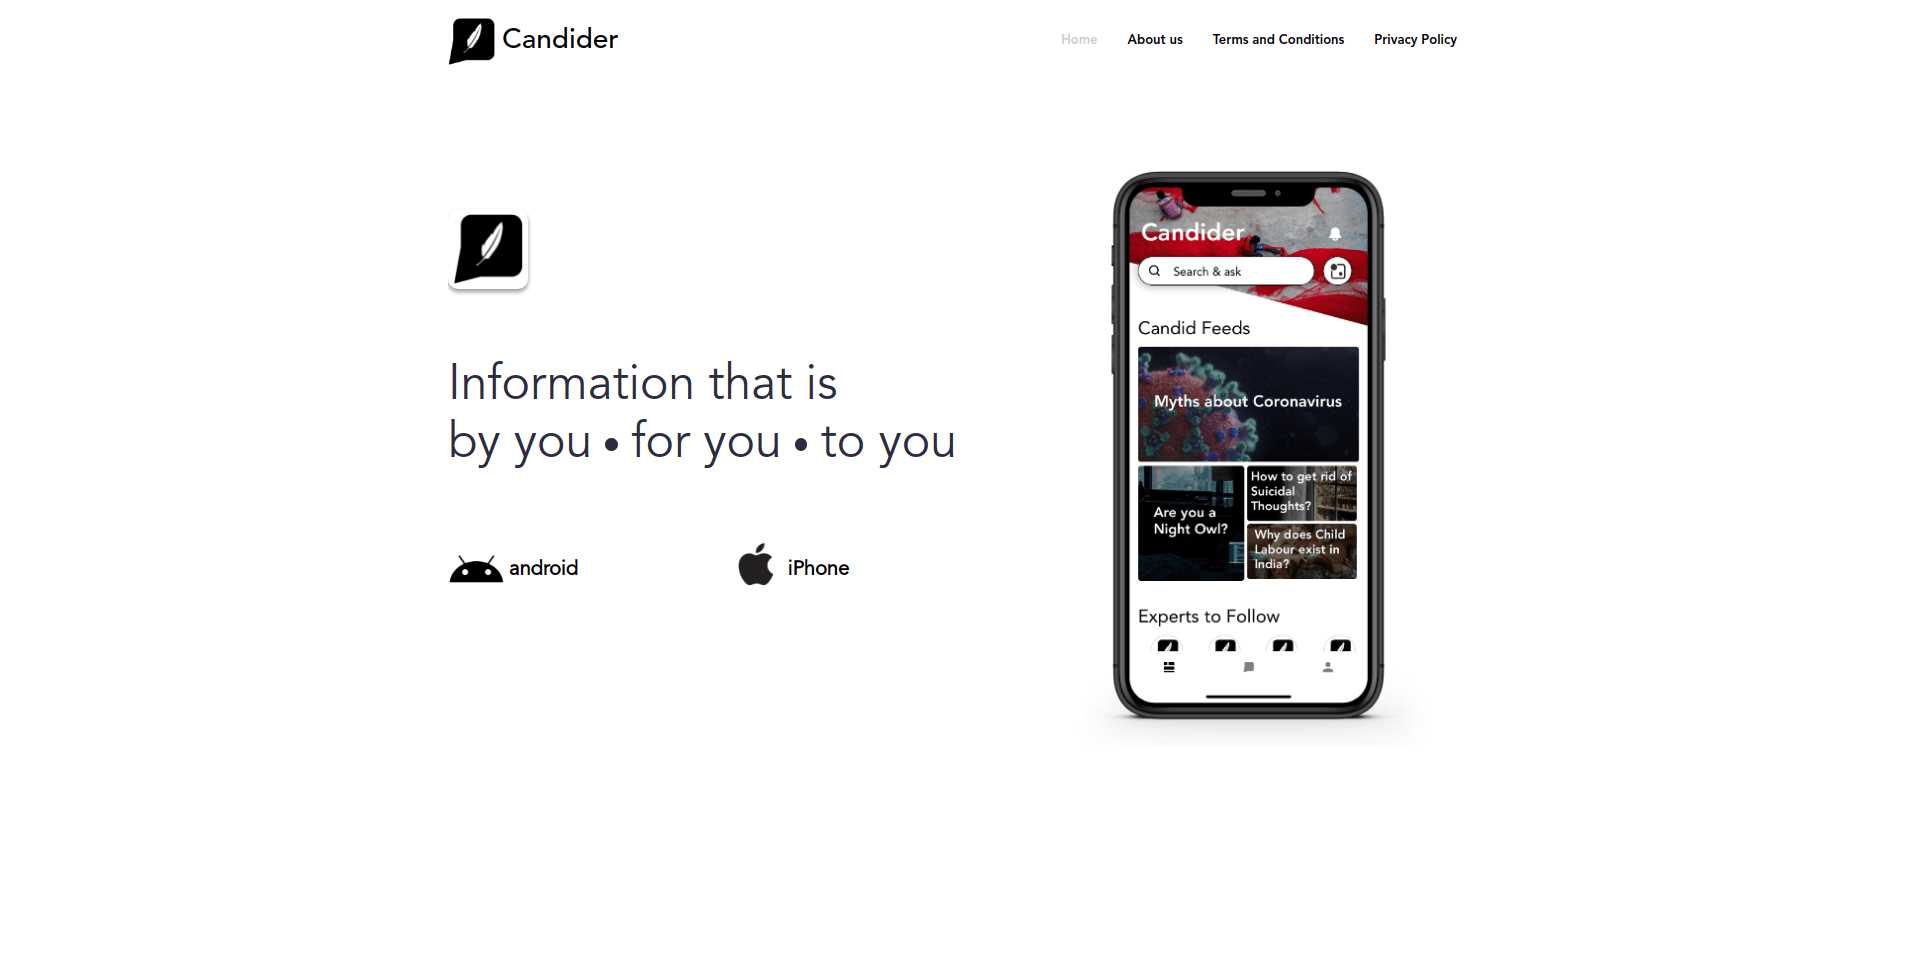 Candider
Home
About us
Terms and Conditions
Privacy Policy
Information that is
by you • for you • to you
android
iPhone
Candider
Search & ask
Candid Feeds
Myths about Coronavirus
Are you a
Night Owl?
How to get rid of
Suicidal
Thoughts?
Why does Child
Labour exist in
India?
Experts to Follow